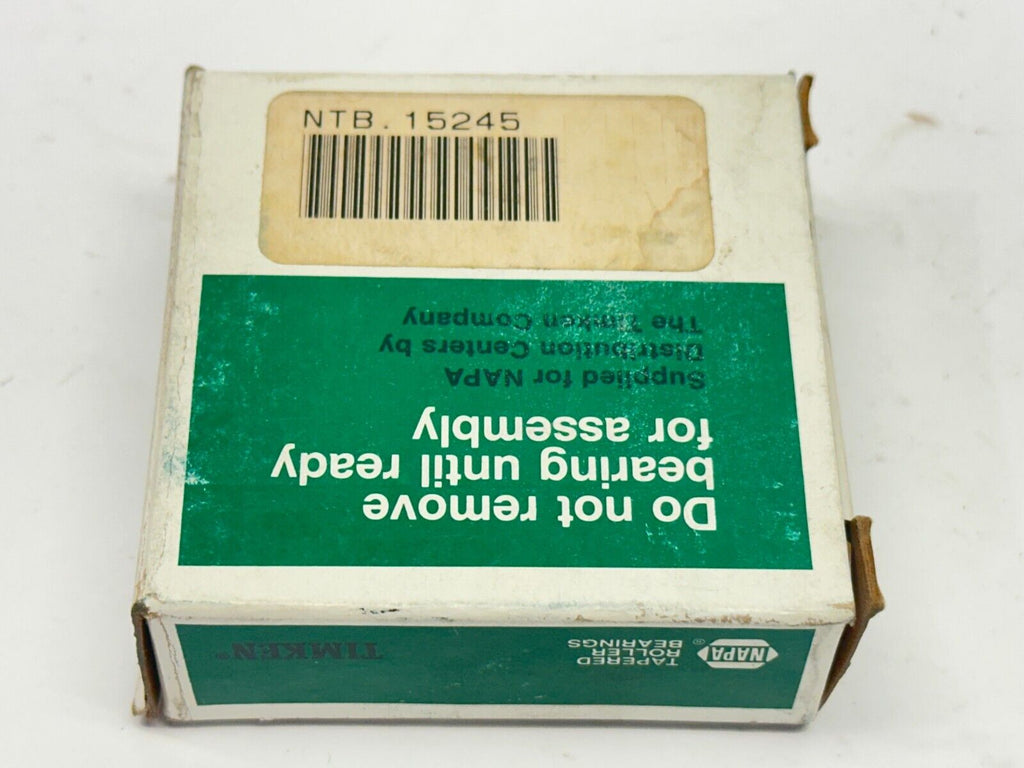 NTB. 15245
Do not remove
bearing until ready
for assembly
Supplied for NAPA
Distribution Centers by
The Timken Company
NAPA®
TAPERED
ROLLER
BEARINGS
TIMKEN®